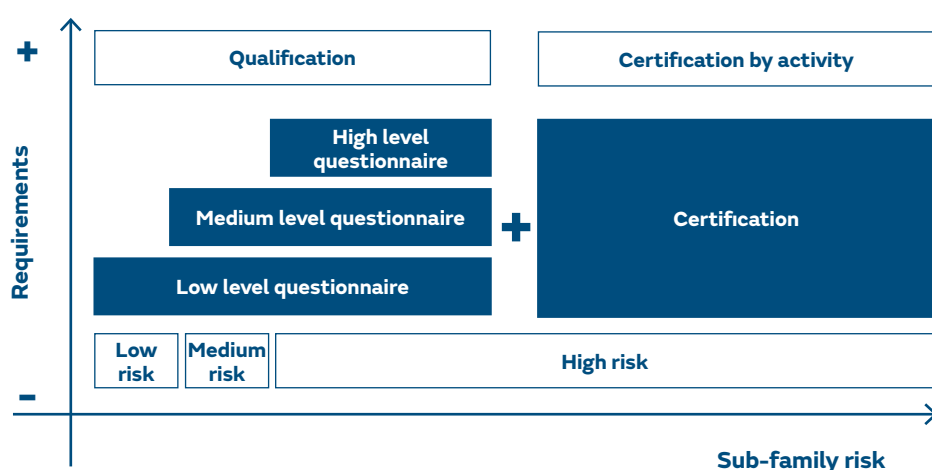 +
Qualification
Certification by activity
High level
questionnaire
Requirements
Medium level questionnaire
+
Certification
Low level questionnaire
Low
risk
Medium
risk
High risk
-
Sub-family risk